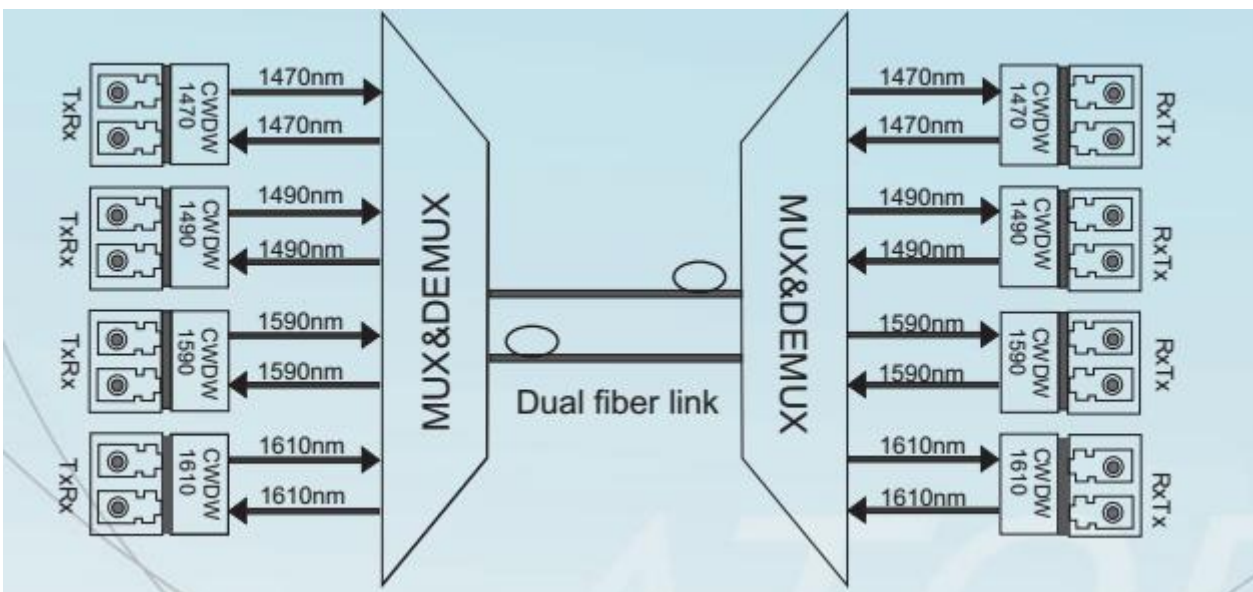 TxRx
CWDW
1470
1470nm
1470nm
TxRx
CWDW
1490
1490nm
1490nm
TxRx
CWDW
1590
1590nm
1590nm
TxRx
CWDW
1610
1610nm
1610nm
MUX&DEMUX
Dual fiber link
MUX&DEMUX
1470nm
1470nm
CWDW
1470
RxTx
1490nm
1490nm
CWDW
1490
RxTx
1590nm
1590nm
CWDW
1590
RxTx
1610nm
1610nm
CWDW
1610
RxTx